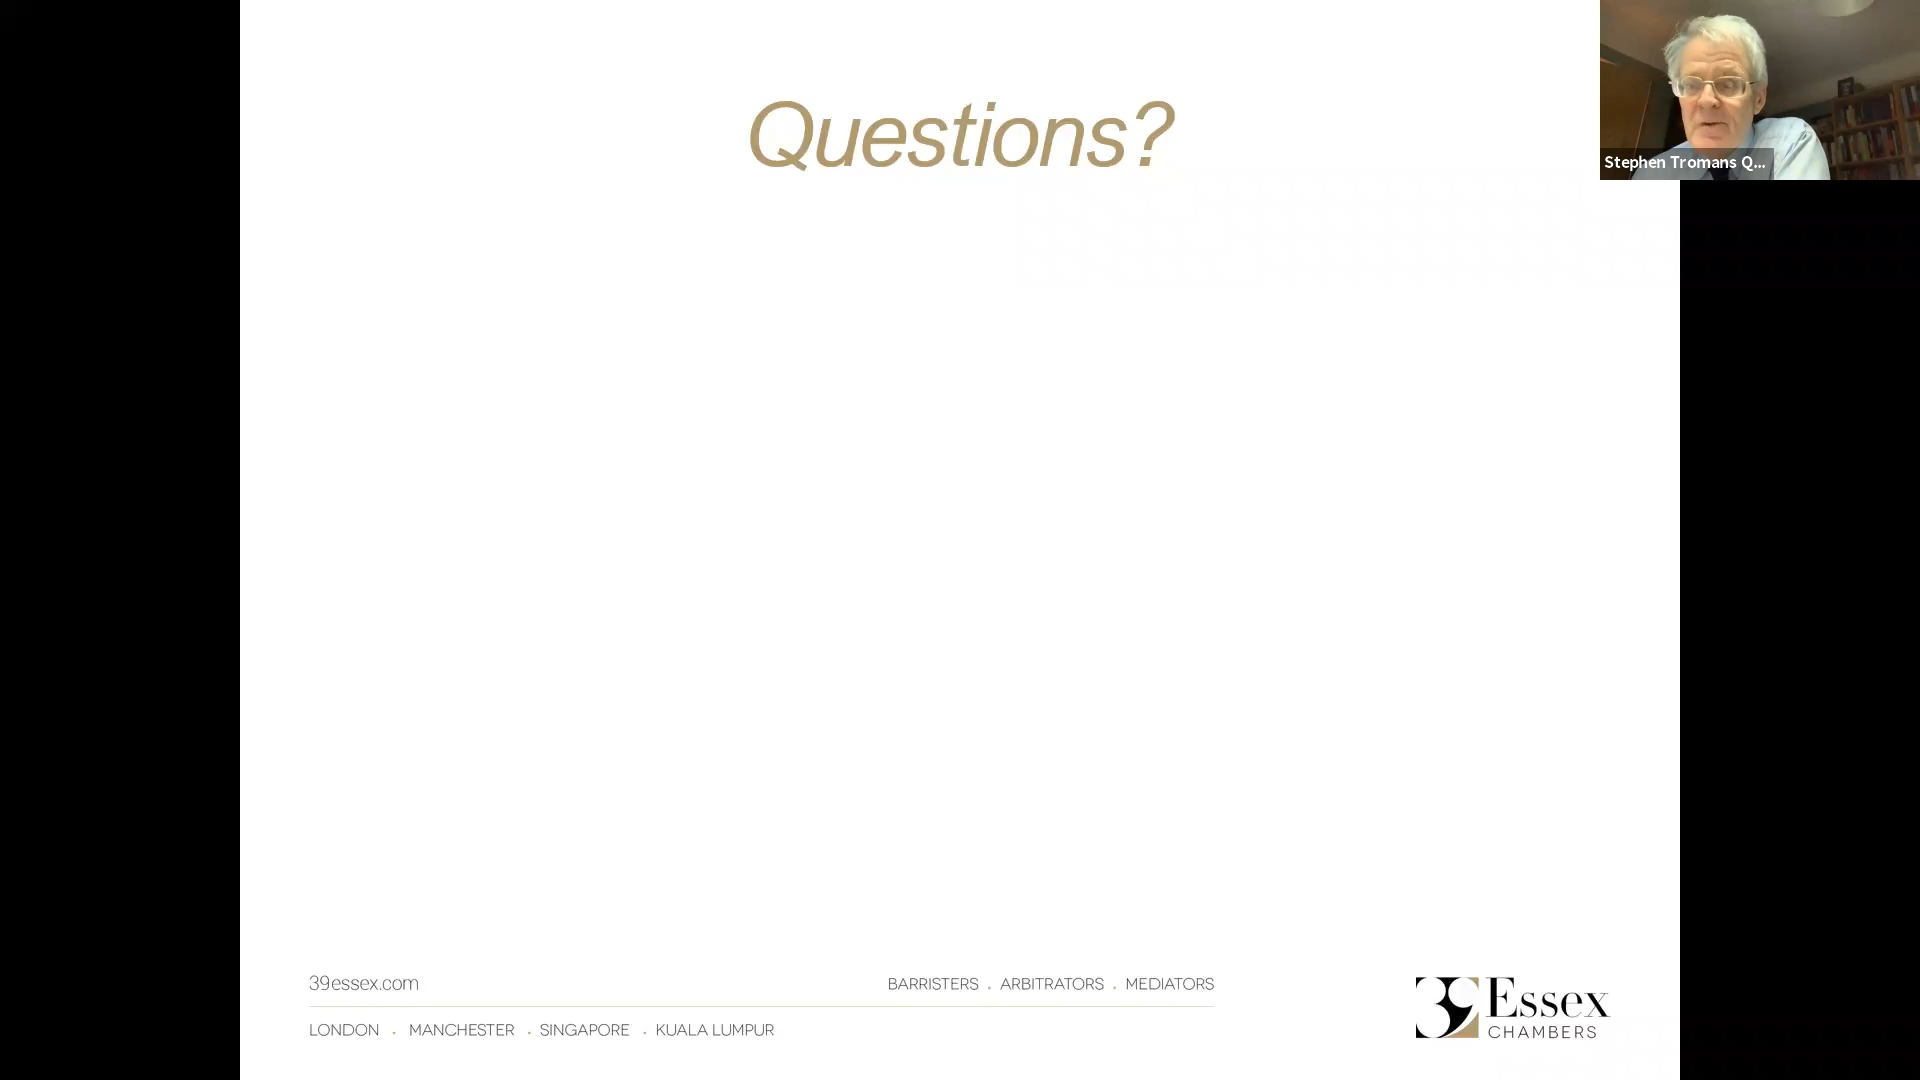 Questions?
Stephen Tromans Q...
39essex.com
BARRISTERS . ARBITRATORS . MEDIATORS
LONDON . MANCHESTER . SINGAPORE . KUALA LUMPUR
39 Essex
CHAMBERS